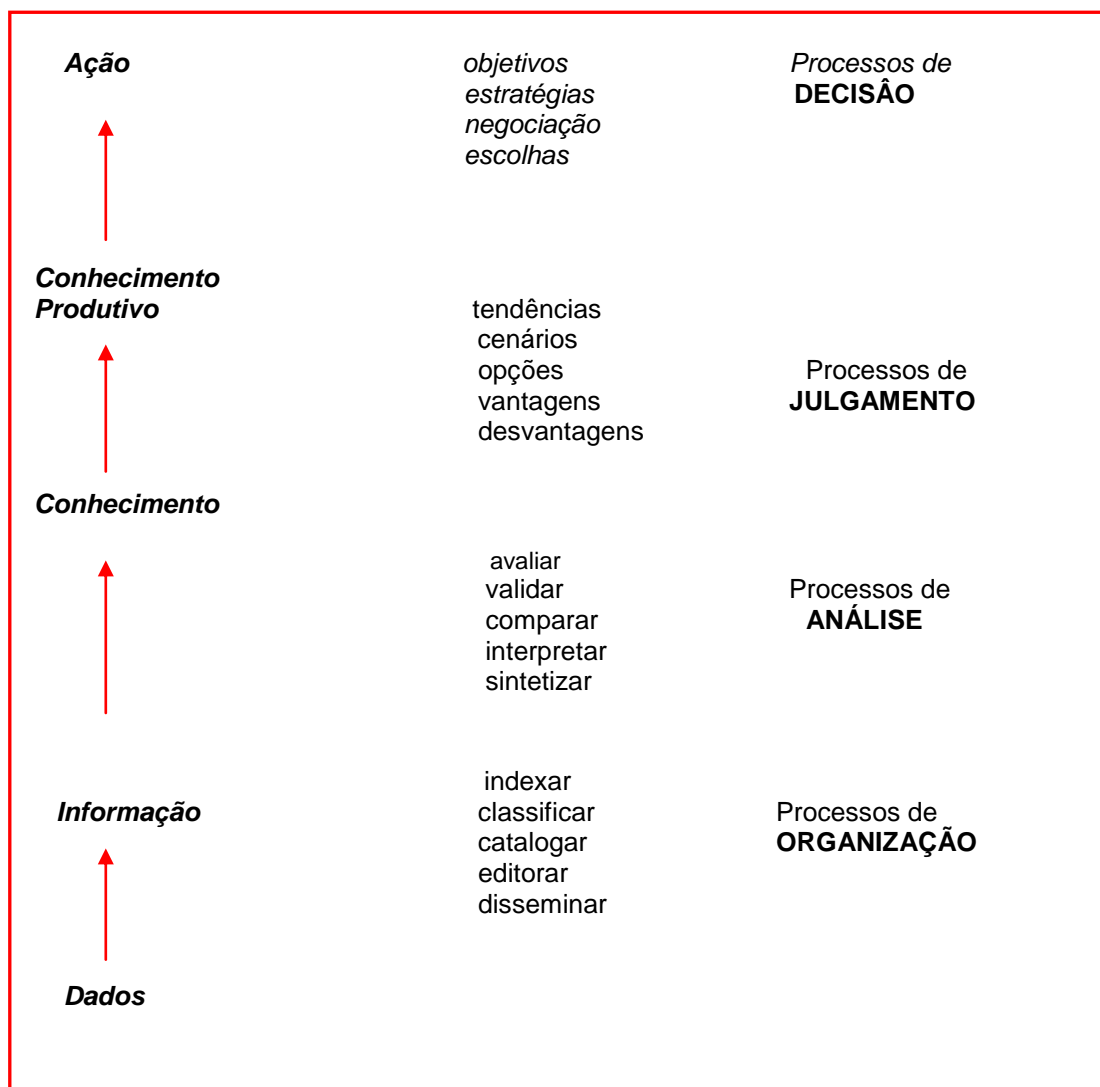 Ação objetivos Processos de
estratégias DECISÂO
negociação
escolhas
Conhecimento
Produtivo tendências
cenários
opções Processos de
vantagens JULGAMENTO
desvantagens
Conhecimento
avaliar
validar Processos de
comparar ANÁLISE
interpretar
sintetizar
indexar
Informação classificar Processos de
catalogar ORGANIZAÇÃO
editorar
disseminar
Dados